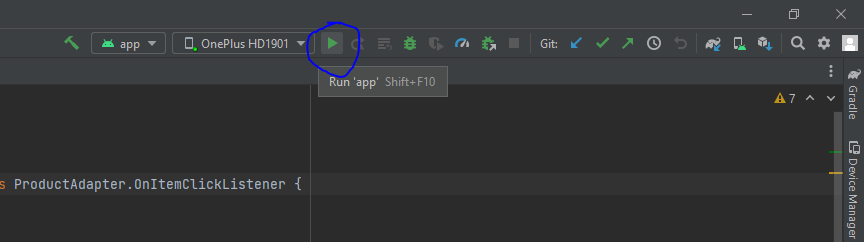 app
OnePlus HD1901
Git:
Run 'app' Shift+F10
7
s ProductAdapter.OnItemClickListener {
Gradle
Device Manager